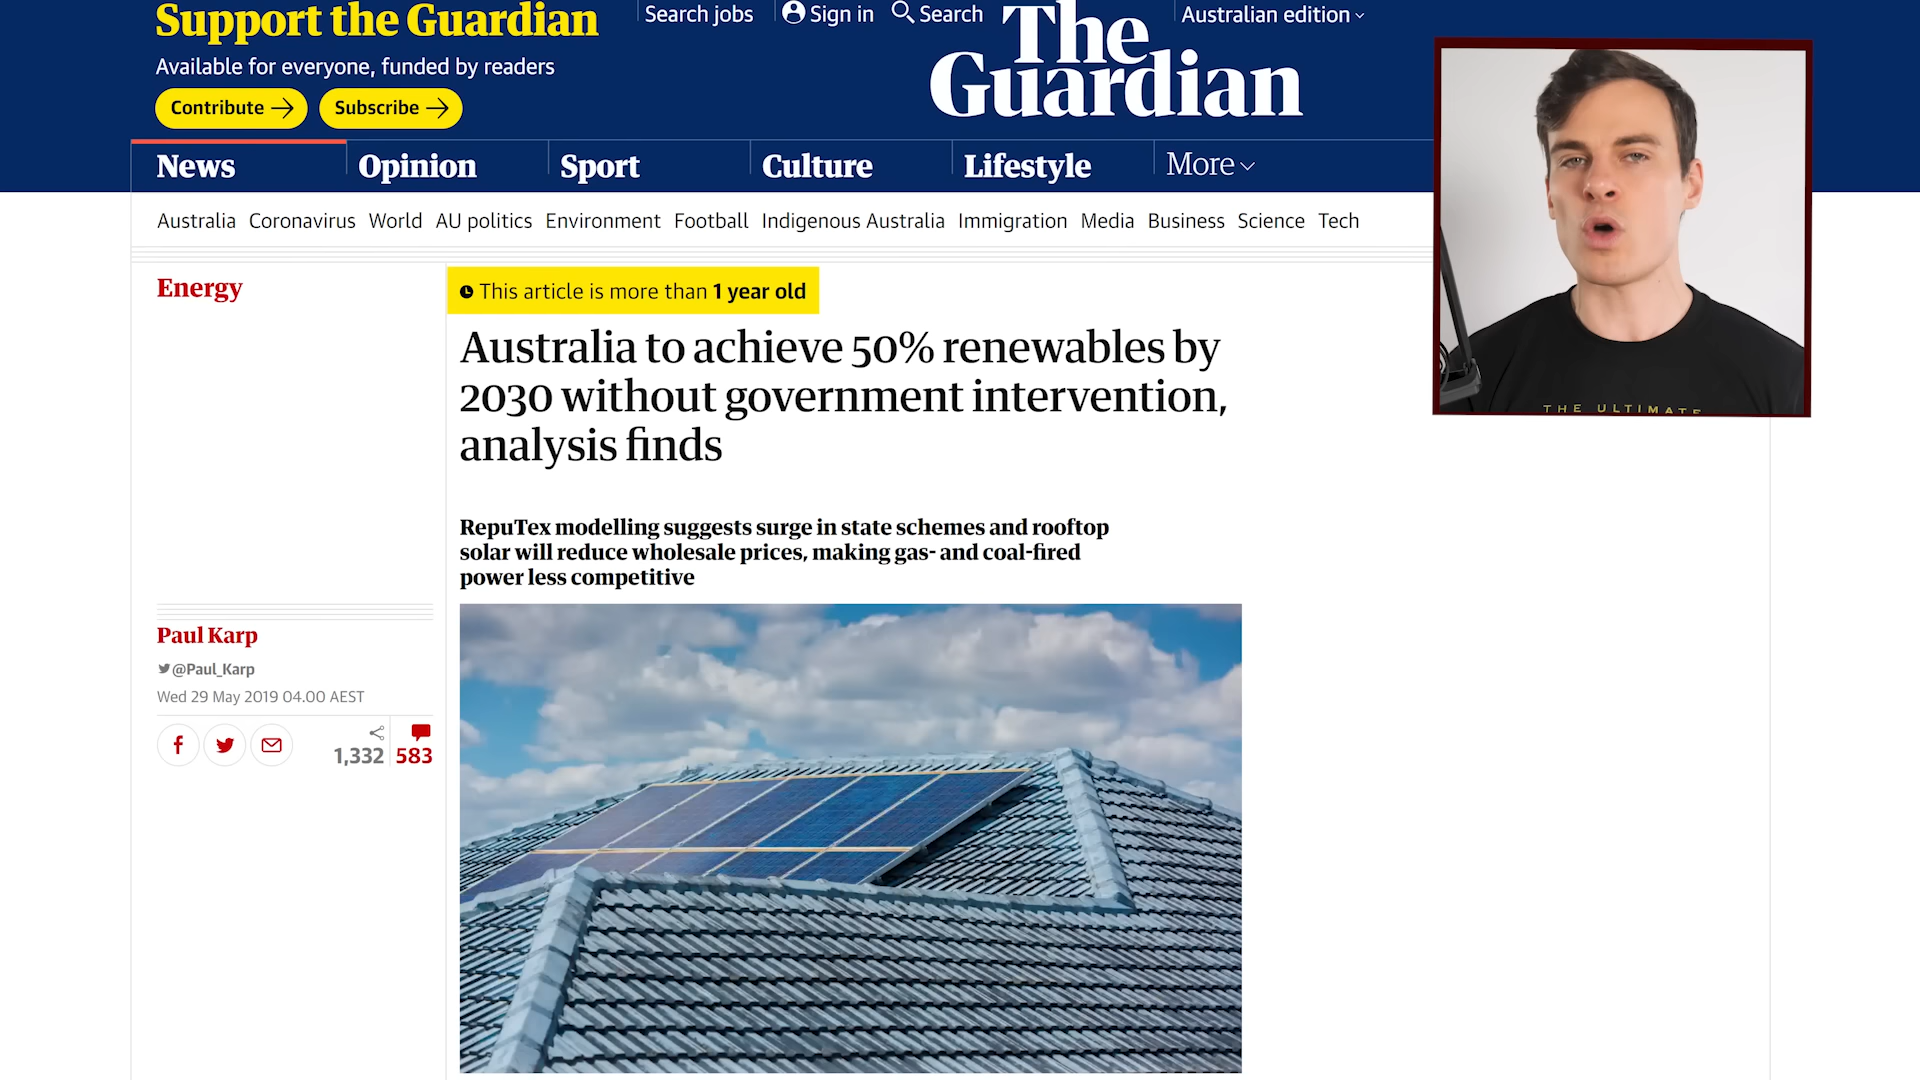 Support the Guardian
Available for everyone, funded by readers
Contribute
Subscribe
Search jobs
Sign in
Search
Australian edition
The
Guardian
News
Opinion
Sport
Culture
Lifestyle
More
Australia Coronavirus World AU politics Environment Football Indigenous Australia Immigration Media Business Science Tech
Energy
This article is more than 1 year old
Australia to achieve 50% renewables by
2030 without government intervention,
analysis finds
RepuTex modelling suggests surge in state schemes and rooftop
solar will reduce wholesale prices, making gas- and coal-fired
power less competitive
Paul Karp
@Paul_Karp
Wed 29 May 2019 04.00 AEST
1,332
583
THE ULTIMATE